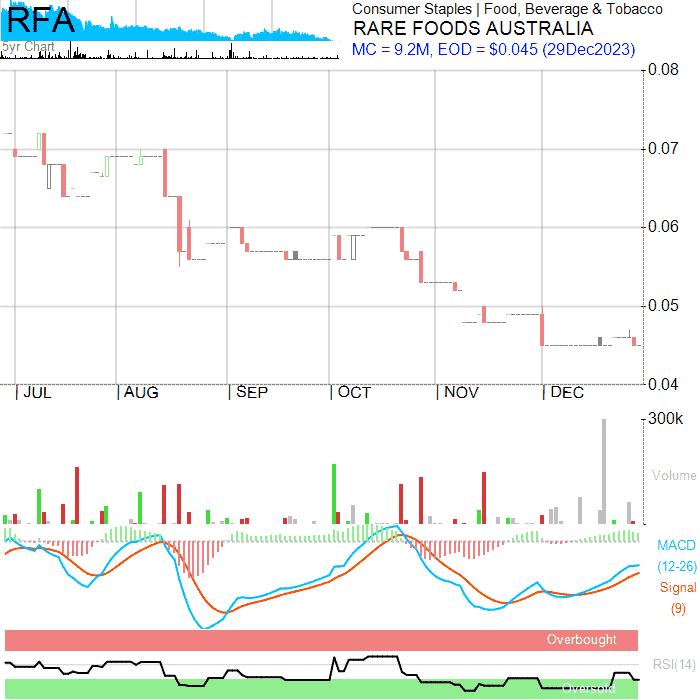 RFA
5yr Chart
Consumer Staples | Food, Beverage & Tobacco
RARE FOODS AUSTRALIA
MC = 9.2M, EOD = $0.045 (29Dec2023)
0.08
0.07
0.06
0.05
0.04
JUL AUG SEP OCT NOV DEC
300k
Volume
MACD
(12-26)
Signal
(9)
Overbought
RSI(14)
Oversold